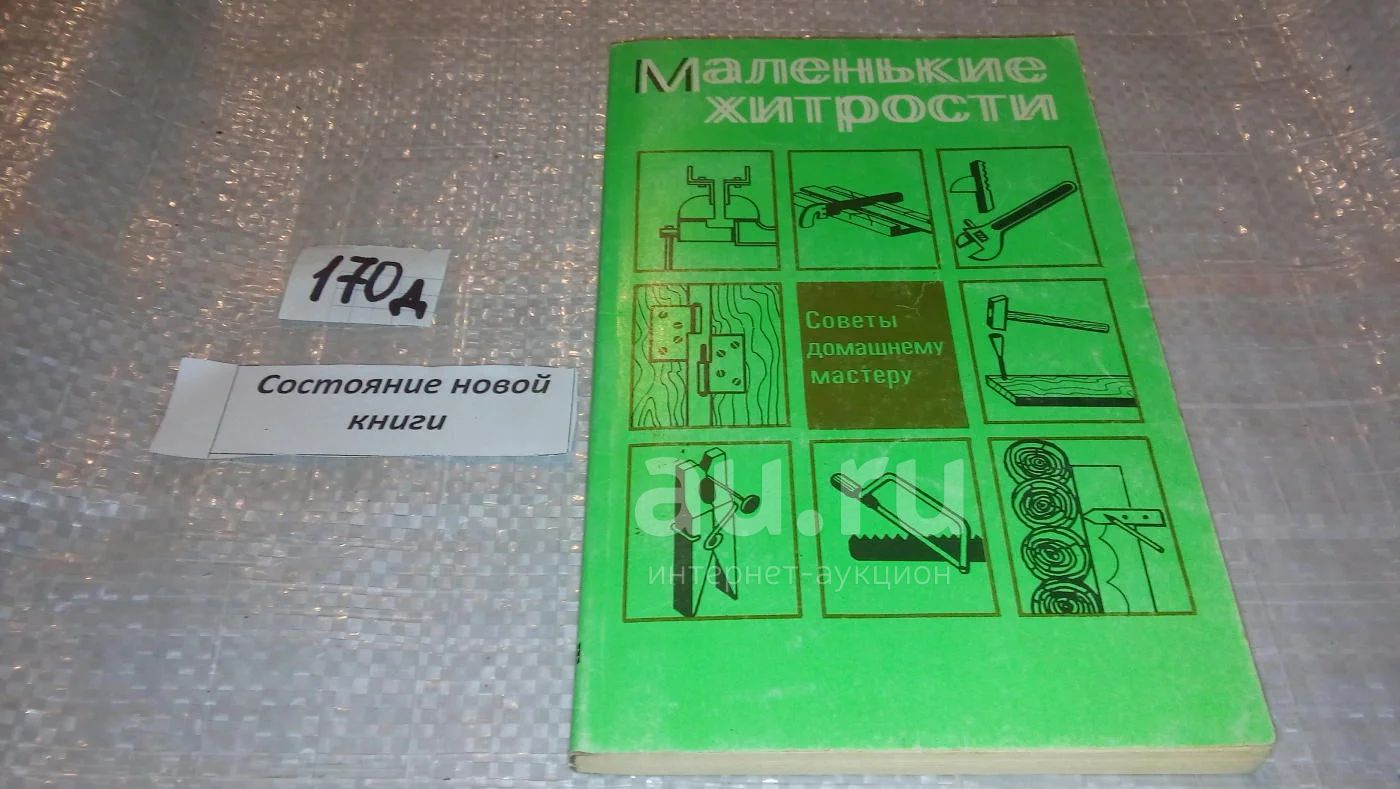 Маленькие
хитрости
170д
Советы
домашнему
мастеру
Состояние новой
книги
au.ru
интернет-аукцион